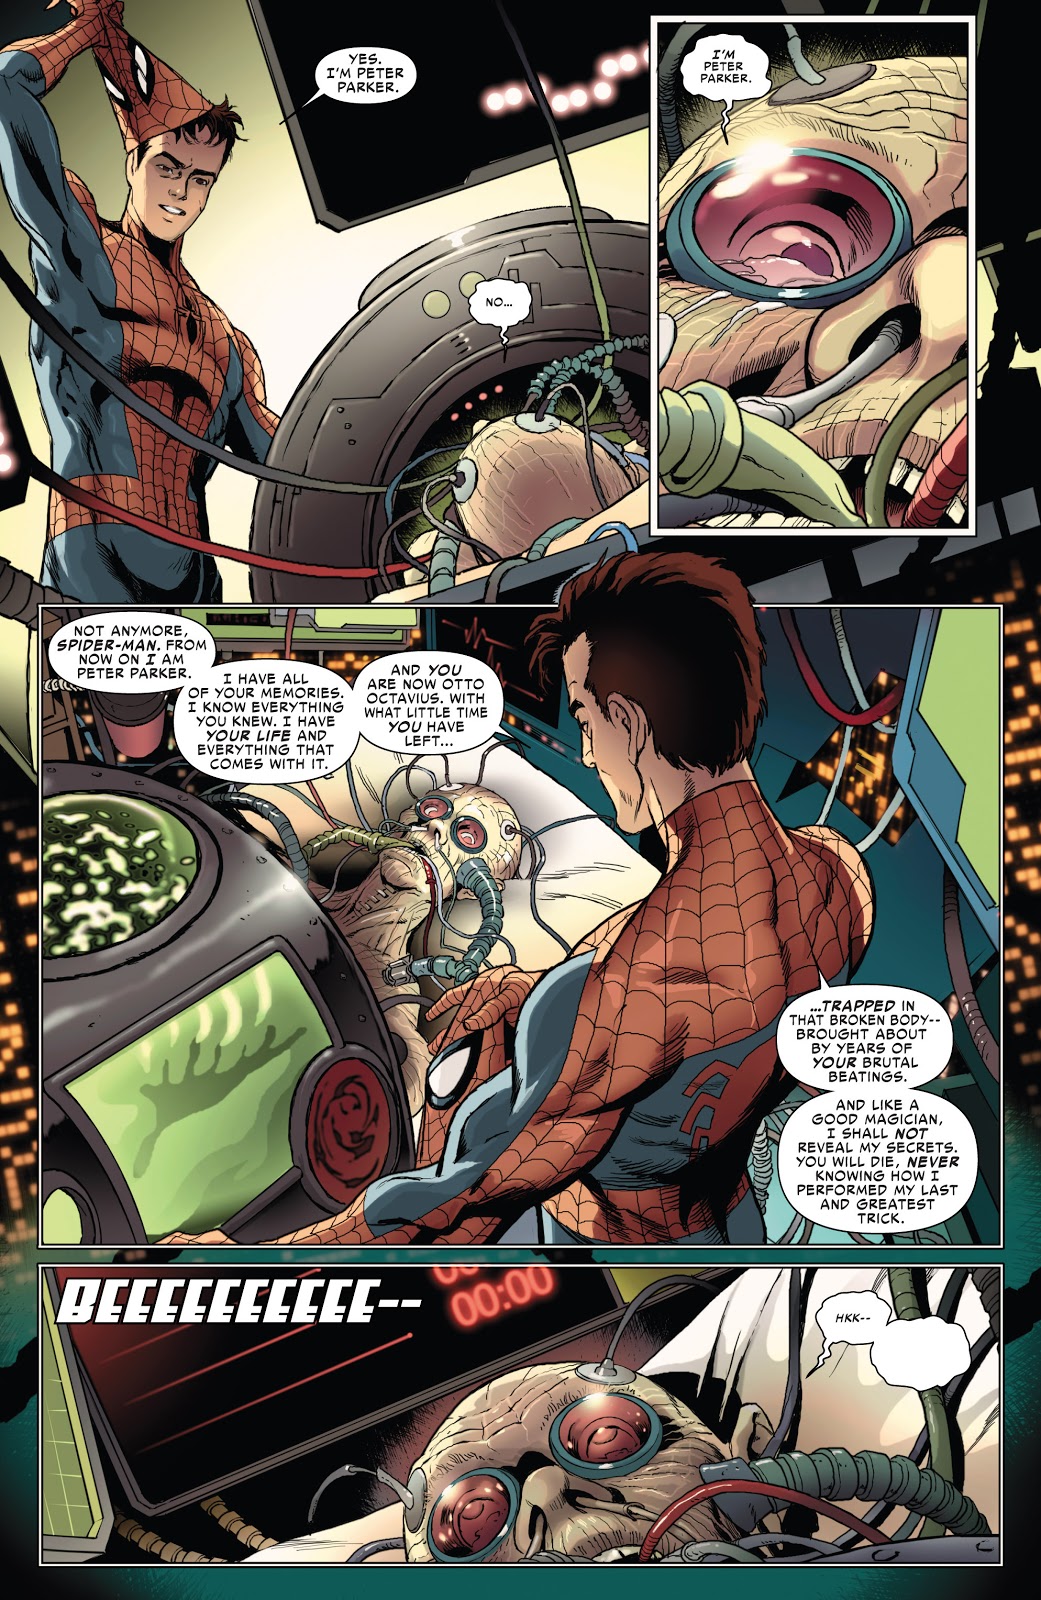 YES.
I'M PETER
PARKER.
NO...
I'M
PETER
PARKER.
NOT ANYMORE,
SPIDER-MAN. FROM
NOW ON I AM
PETER PARKER.
I HAVE ALL
OF YOUR MEMORIES.
I KNOW EVERYTHING
YOU KNEW. I HAVE
YOUR LIFE AND
EVERYTHING THAT
COMES WITH IT.
AND YOU
ARE NOW OTTO
OCTAVIUS. WITH
WHAT LITTLE TIME
YOU HAVE
LEFT...
...TRAPPED IN
THAT BROKEN BODY--
BROUGHT ABOUT
BY YEARS OF
YOUR BRUTAL
BEATINGS.
AND LIKE A
GOOD MAGICIAN,
I SHALL NOT
REVEAL MY SECRETS.
YOU WILL DIE, NEVER
KNOWING HOW I
PERFORMED MY LAST
AND GREATEST
TRICK.
BEEEEEEEEEEE--
00:00
HKK--